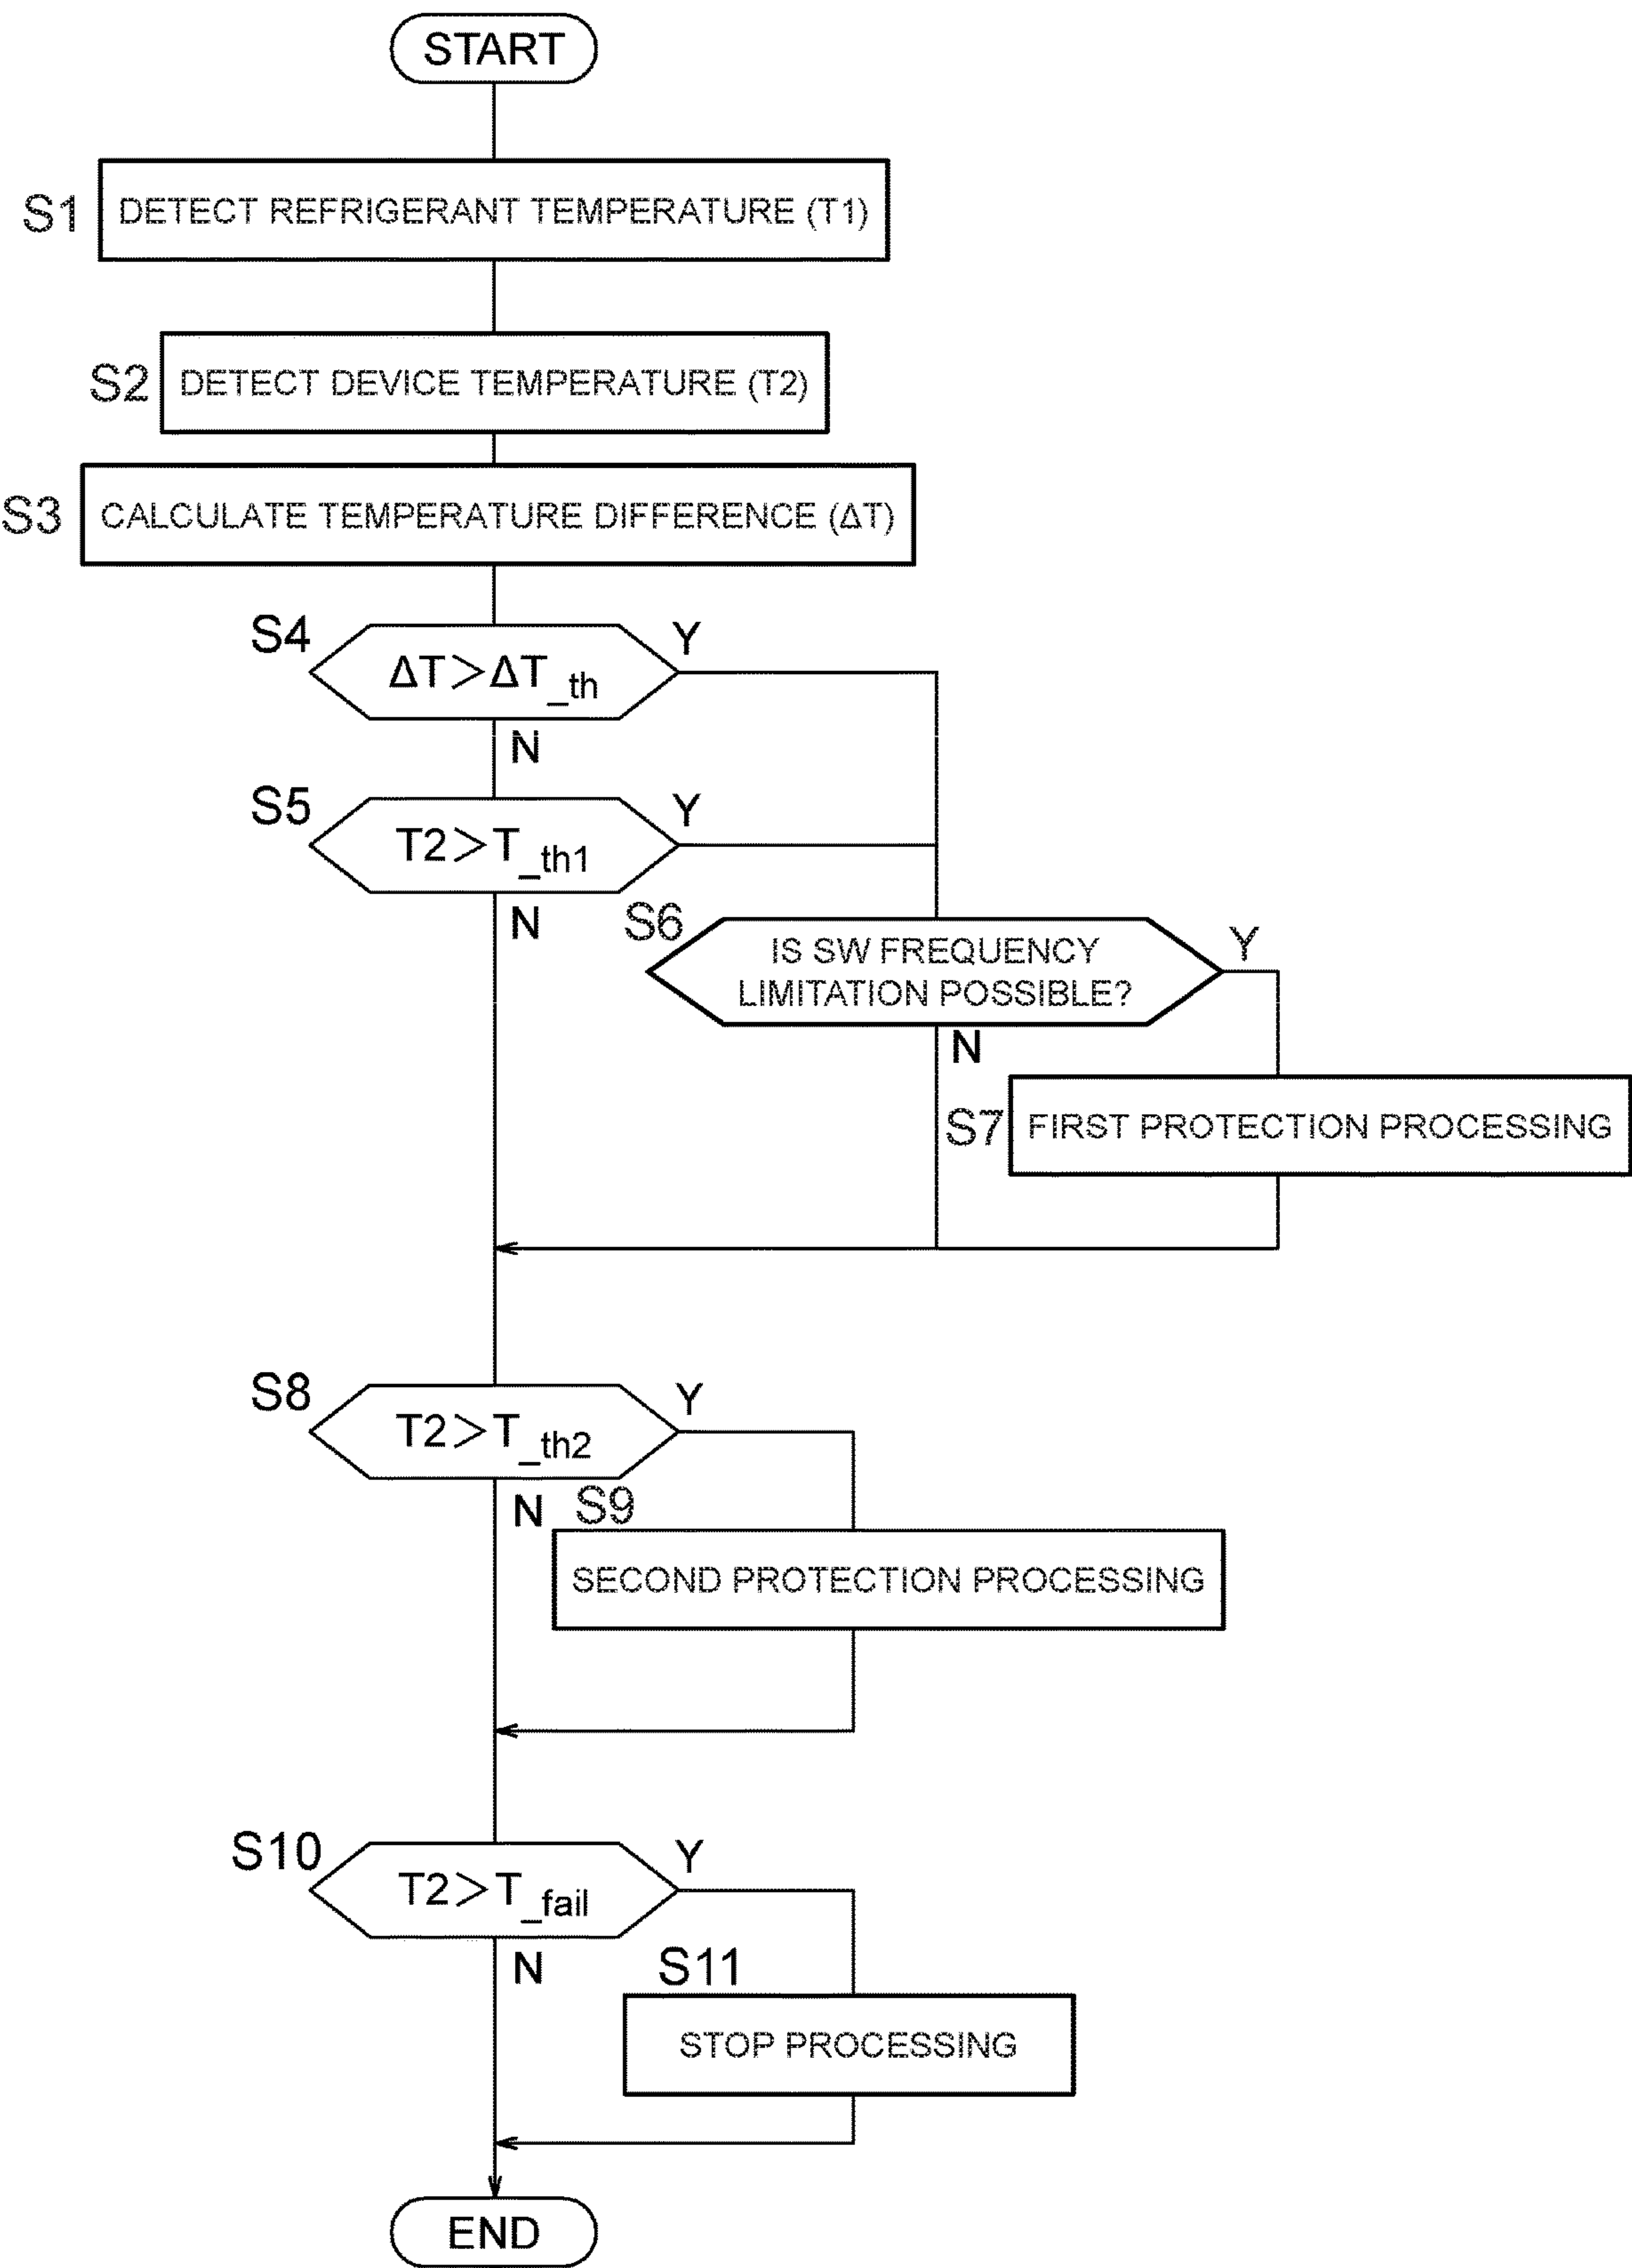 START
S1 DETECT REFRIGERANT TEMPERATURE (T1)
S2 DETECT DEVICE TEMPERATURE (T2)
S3 CALCULATE TEMPERATURE DIFFERENCE (ΔT)
S4 ΔT＞ΔT_th Y
N
S5 T2＞T_th1 Y
N
S6 IS SW FREQUENCY Y
LIMITATION POSSIBLE?
N
S7 FIRST PROTECTION PROCESSING
S8 T2＞T_th2 Y
N
S9
SECOND PROTECTION PROCESSING
S10 T2＞T_fail Y
N
S11
STOP PROCESSING
END